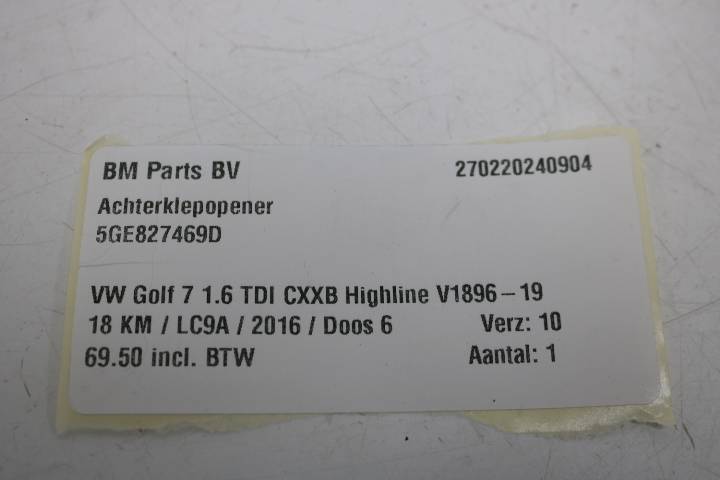 BM Parts BV 270220240904
Achterklepopener
5GE827469D
VW Golf 7 1.6 TDI CXXB Highline V1896-19
18 KM / LC9A / 2016 / Doos 6 Verz: 10
69.50 incl. BTW Aantal: 1